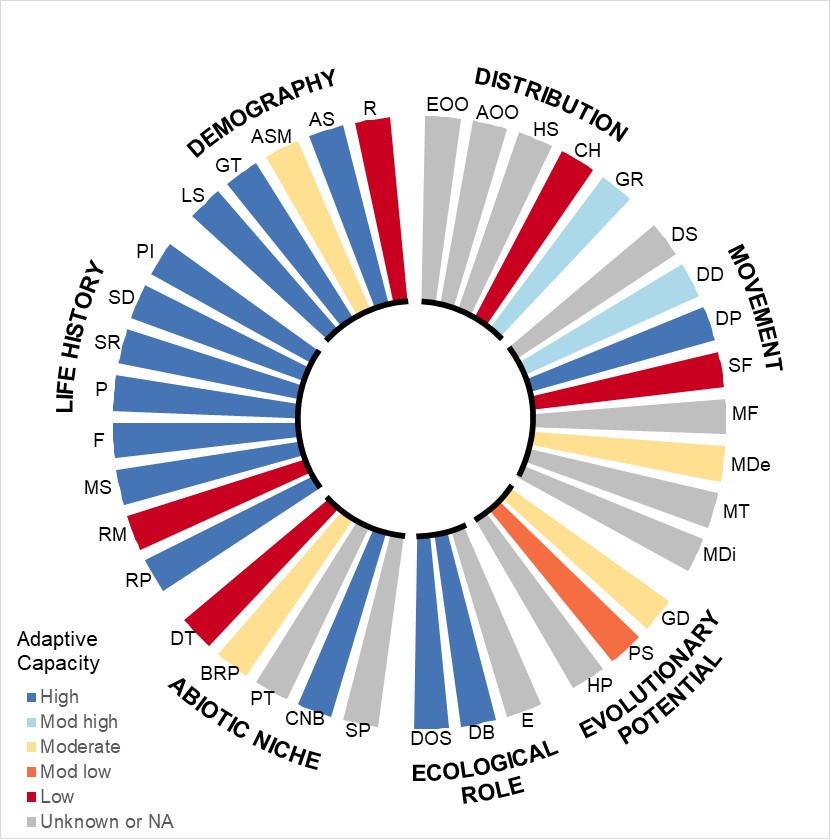 DEMOGRAPHY
LS
GT
ASM
AS
R
DISTRIBUTION
EOO
AOO
HS
CH
GR
MOVEMENT
DS
DD
DP
SF
MF
MDe
MT
MDi
EVOLUTIONARY
POTENTIAL
GD
PS
HP
ECOLOGICAL
ROLE
E
DB
DOS
ABIOTIC NICHE
SP
CNB
PT
BRP
DT
LIFE HISTORY
RP
RM
MS
F
P
SR
SD
PI
Adaptive
Capacity
High
Mod high
Moderate
Mod low
Low
Unknown or NA